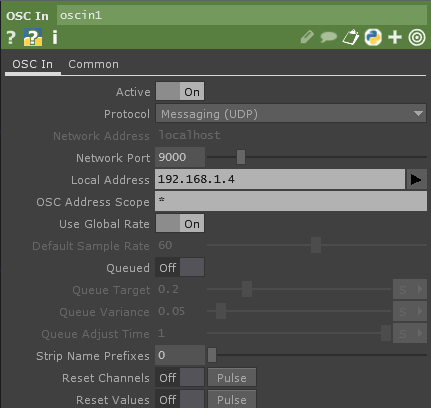 OSC In oscin1
? ? i
OSC In Common
Active On
Protocol Messaging (UDP)
Network Address localhost
Network Port 9000
Local Address 192.168.1.4
OSC Address Scope *
Use Global Rate On
Default Sample Rate 60
Queued Off
Queue Target 0.2 S
Queue Variance 0.05 S
Queue Adjust Time 1 S
Strip Name Prefixes 0
Reset Channels Off Pulse
Reset Values Off Pulse